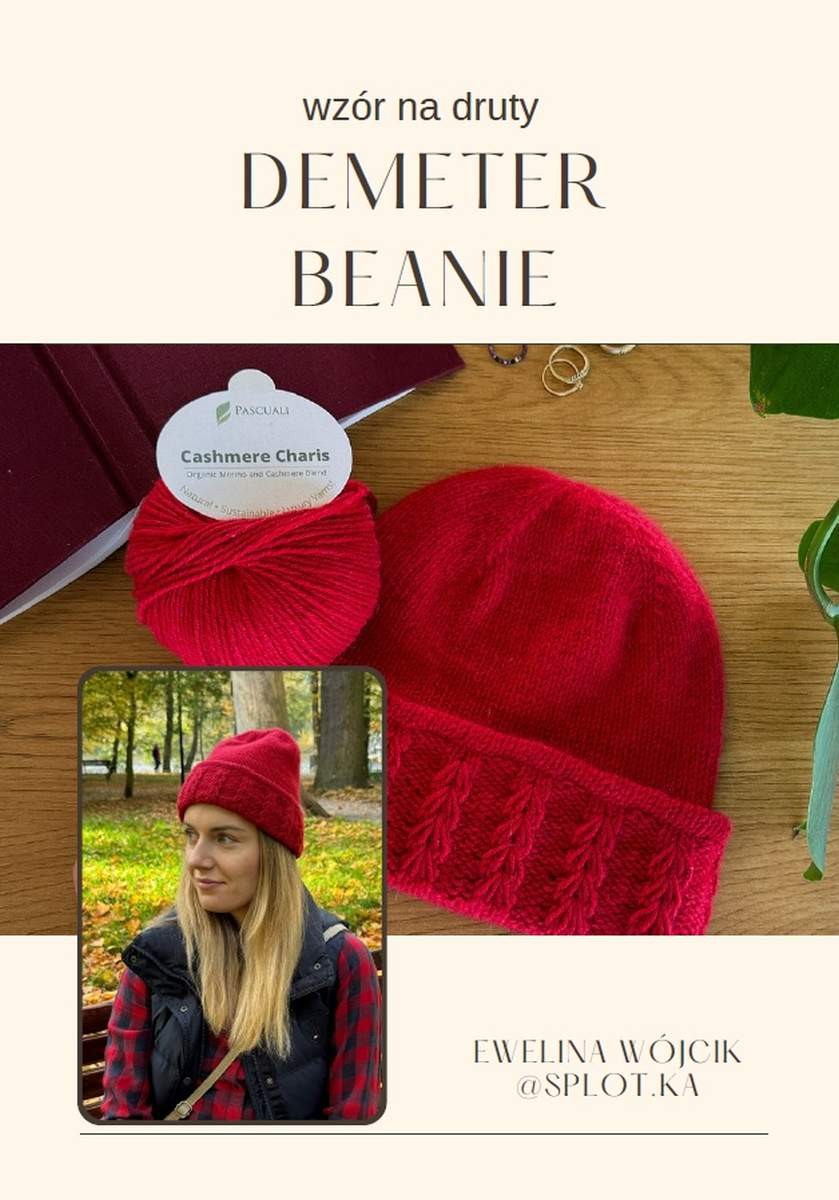 wzór na druty
DEMETER
BEANIE
PASCUALI
Cashmere Charis
Organic Merino and Cashmere Blend
Natural • Sustainable • Luxury Yarns
EWELINA WÓJCIK
@SPLOT.KA